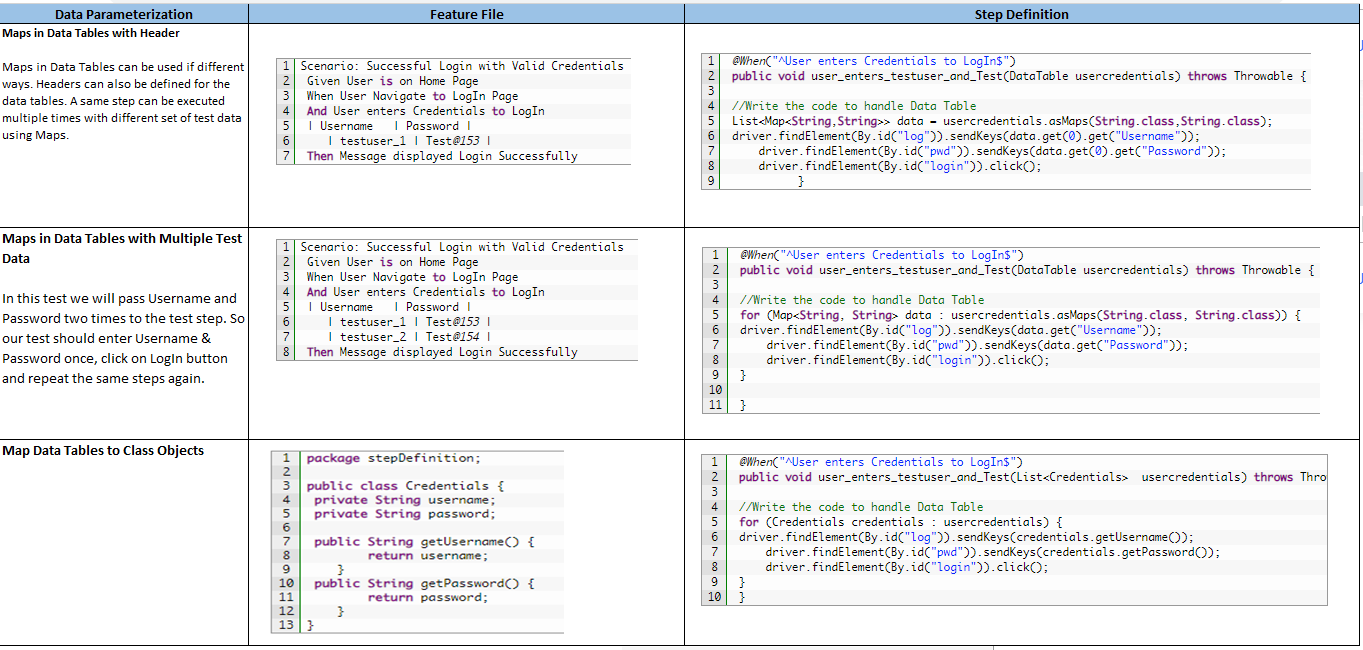 Data Parameterization
Feature File
Step Definition
Maps in Data Tables with Header
Maps in Data Tables can be used if different
ways. Headers can also be defined for the
data tables. A same step can be executed
multiple times with different set of test data
using Maps.
1 Scenario: Successful Login with Valid Credentials
2 Given User is on Home Page
3 When User Navigate to LogIn Page
4 And User enters Credentials to LogIn
5 | Username | Password |
6 | testuser_1 | Test@153 |
7 Then Message displayed Login Successfully
1 @When("^User enters Credentials to LogIn$")
2 public void user_enters_testuser_and_Test(DataTable usercredentials) throws Throwable {
3
4 //Write the code to handle Data Table
5 List<Map<String,String>> data = usercredentials.asMaps(String.class,String.class);
6 driver.findElement(By.id("log")).sendKeys(data.get(0).get("Username"));
7 driver.findElement(By.id("pwd")).sendKeys(data.get(0).get("Password"));
8 driver.findElement(By.id("login")).click();
9 }
Maps in Data Tables with Multiple Test
Data
In this test we will pass Username and
Password two times to the test step. So
our test should enter Username &
Password once, click on LogIn button
and repeat the same steps again.
1 Scenario: Successful Login with Valid Credentials
2 Given User is on Home Page
3 When User Navigate to LogIn Page
4 And User enters Credentials to LogIn
5 | Username | Password |
6 | testuser_1 | Test@153 |
7 | testuser_2 | Test@154 |
8 Then Message displayed Login Successfully
1 @When("^User enters Credentials to LogIn$")
2 public void user_enters_testuser_and_Test(DataTable usercredentials) throws Throwable {
3
4 //Write the code to handle Data Table
5 for (Map<String, String> data : usercredentials.asMaps(String.class, String.class)) {
6 driver.findElement(By.id("log")).sendKeys(data.get("Username"));
7 driver.findElement(By.id("pwd")).sendKeys(data.get("Password"));
8 driver.findElement(By.id("login")).click();
9 }
10
11 }
Map Data Tables to Class Objects
1 package stepDefinition;
2
3 public class Credentials {
4 private String username;
5 private String password;
6
7 public String getUsername() {
8 return username;
9 }
10 public String getPassword() {
11 return password;
12 }
13 }
1 @When("^User enters Credentials to LogIn$")
2 public void user_enters_testuser_and_Test(List<Credentials> usercredentials) throws Thro
3
4 //Write the code to handle Data Table
5 for (Credentials credentials : usercredentials) {
6 driver.findElement(By.id("log")).sendKeys(credentials.getUsername());
7 driver.findElement(By.id("pwd")).sendKeys(credentials.getPassword());
8 driver.findElement(By.id("login")).click();
9 }
10 }